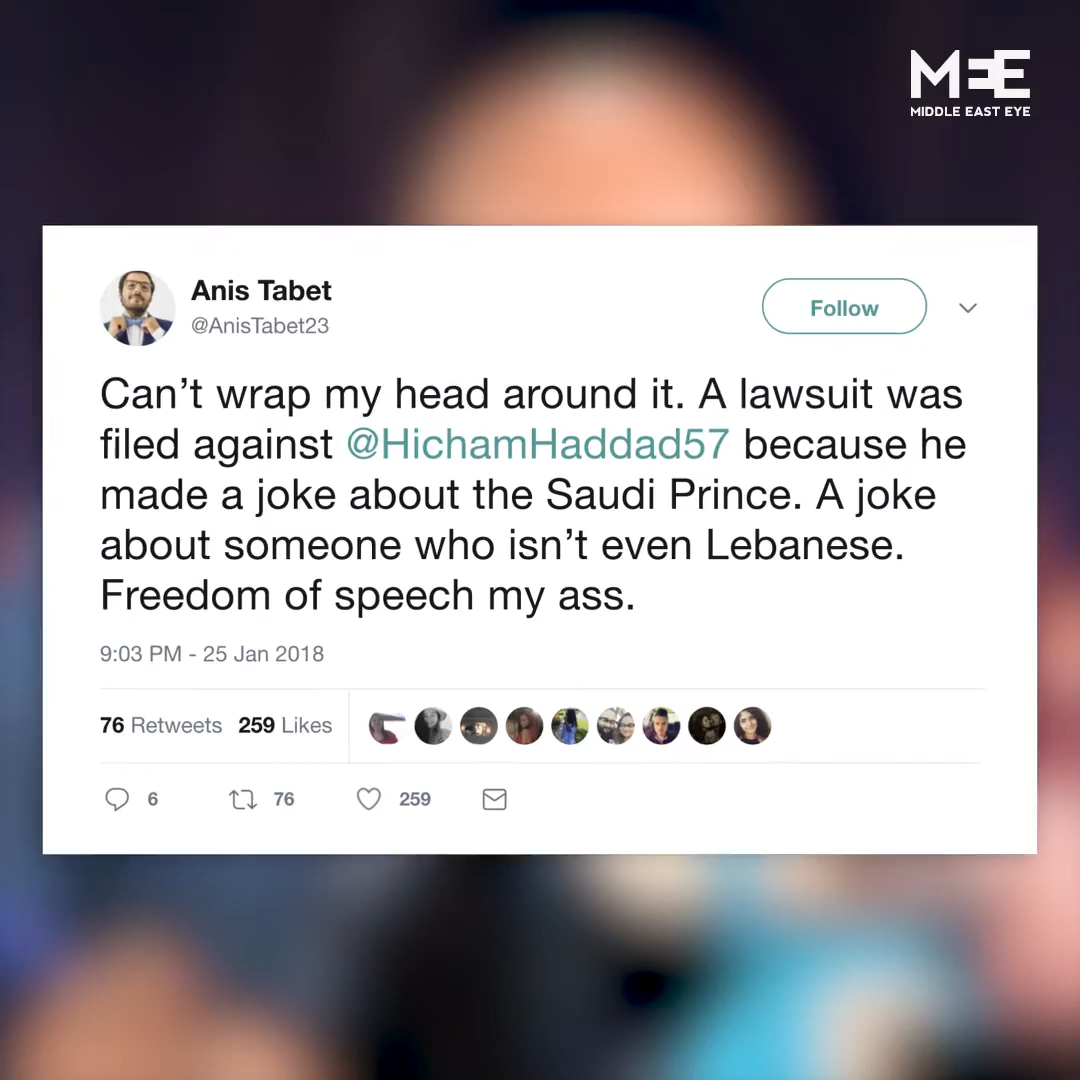 MEE
MIDDLE EAST EYE
Anis Tabet
@AnisTabet23
Follow
Can’t wrap my head around it. A lawsuit was
filed against @HichamHaddad57 because he
made a joke about the Saudi Prince. A joke
about someone who isn’t even Lebanese.
Freedom of speech my ass.
9:03 PM - 25 Jan 2018
76 Retweets 259 Likes
6 76 259